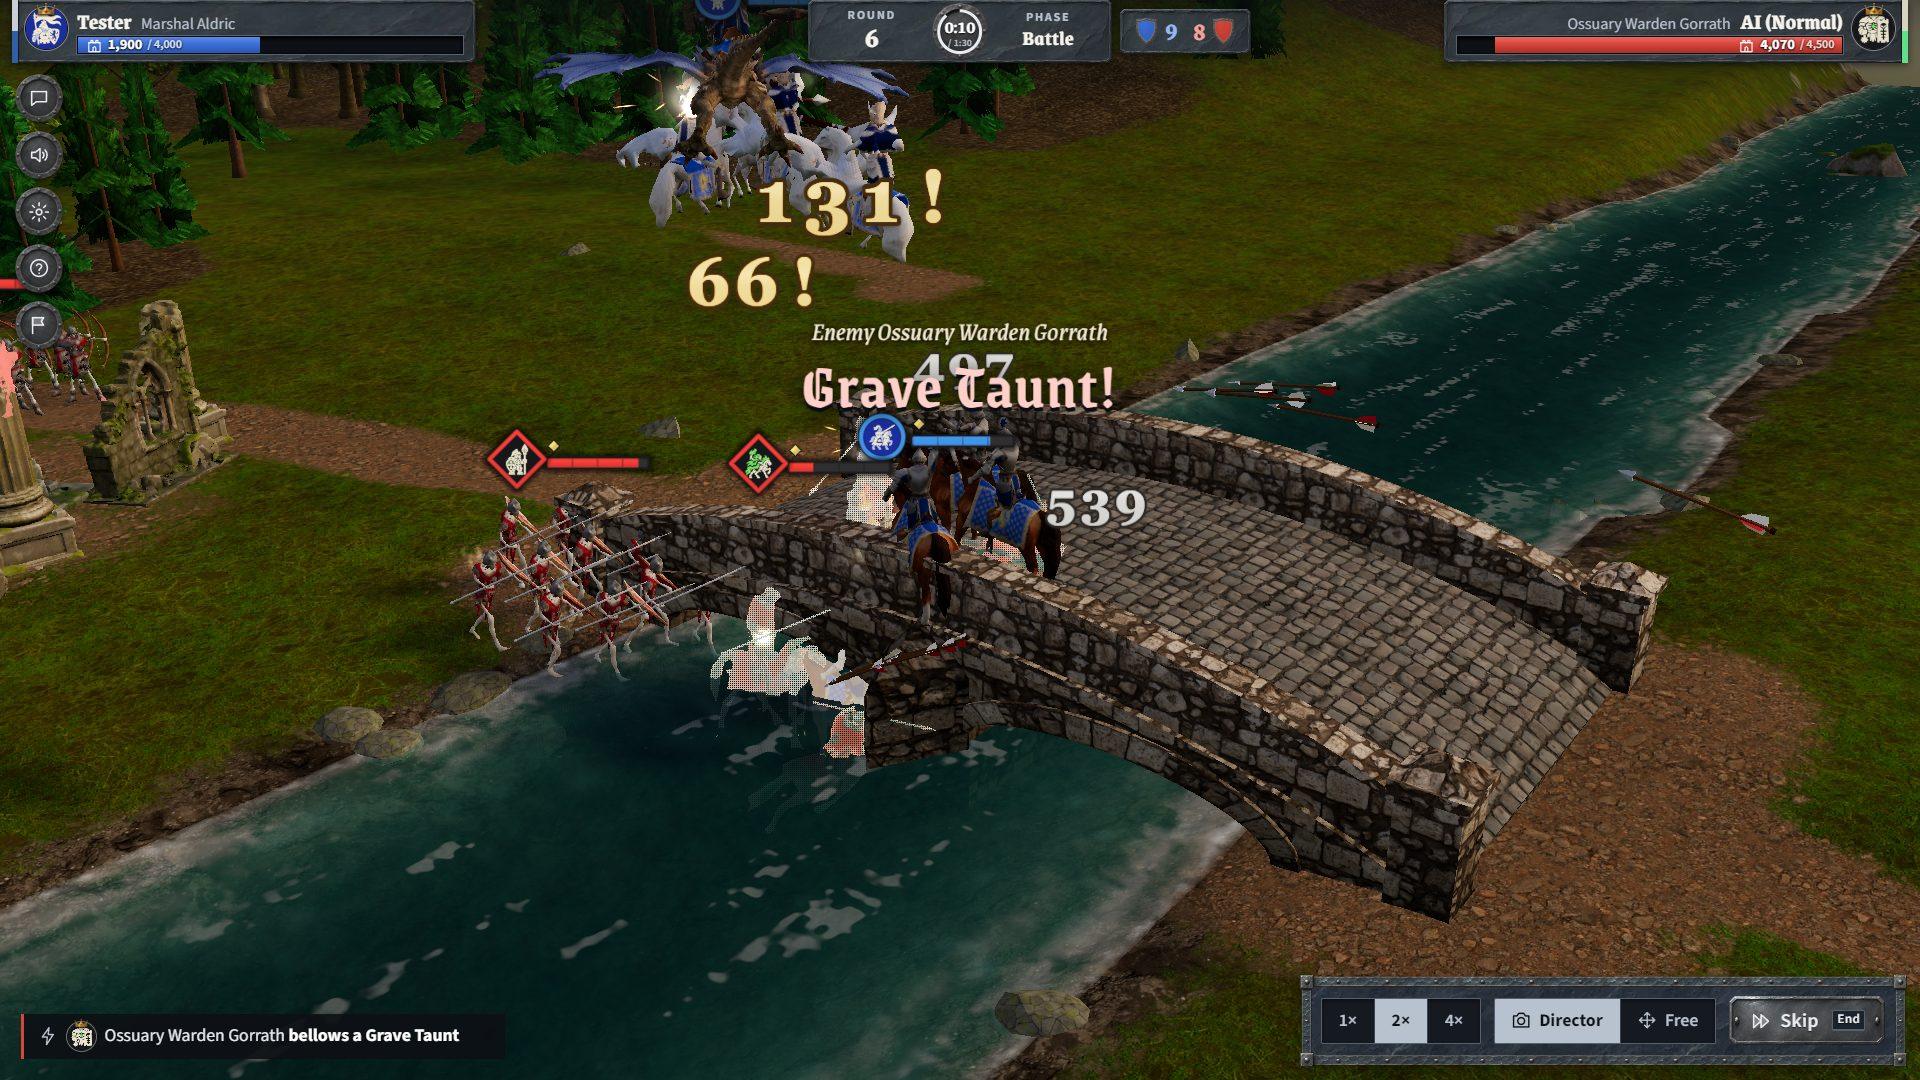 Tester Marshal Aldric
1,900 / 4,000
ROUND
6
0:10
/ 1:30
PHASE
Battle
9 8
Ossuary Warden Gorrath AI (Normal)
4,070 / 4,500
131!
66!
Enemy Ossuary Warden Gorrath
497
Grave Taunt!
539
Ossuary Warden Gorrath bellows a Grave Taunt
1× 2× 4× Director Free Skip End